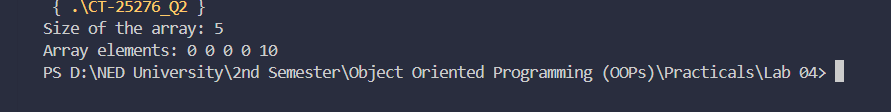 { .\CT-25276_Q2 }
Size of the array: 5
Array elements: 0 0 0 0 10
PS D:\NED University\2nd Semester\Object Oriented Programming (OOPs)\Practicals\Lab 04>